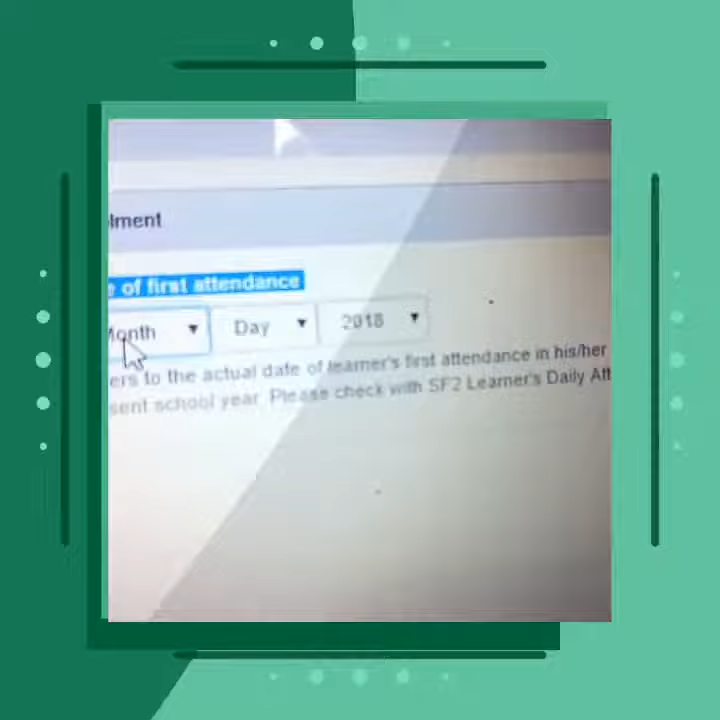 lment
e of first attendance
Month Day 2018
ers to the actual date of learner's first attendance in his/her
sent school year. Please check with SF2 Learner's Daily Att